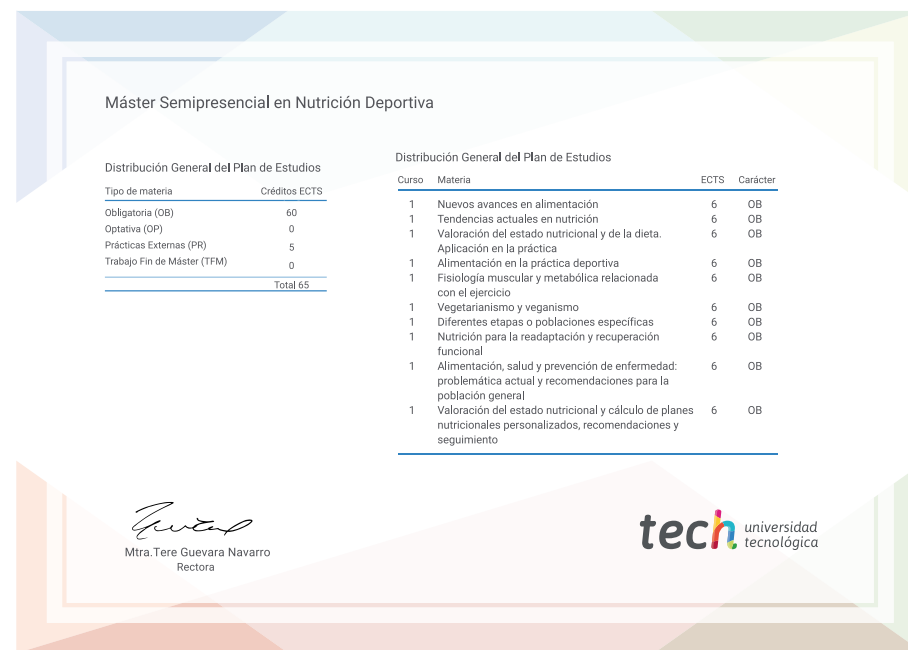 Máster Semipresencial en Nutrición Deportiva
Distribución General del Plan de Estudios
Tipo de materia Créditos ECTS
Obligatoria (OB) 60
Optativa (OP) 0
Prácticas Externas (PR) 5
Trabajo Fin de Máster (TFM) 0
Total 65
Distribución General del Plan de Estudios
Curso Materia ECTS Carácter
1 Nuevos avances en alimentación 6 OB
1 Tendencias actuales en nutrición 6 OB
1 Valoración del estado nutricional y de la dieta. 6 OB
Aplicación en la práctica
1 Alimentación en la práctica deportiva 6 OB
1 Fisiología muscular y metabólica relacionada 6 OB
con el ejercicio
1 Vegetarianismo y veganismo 6 OB
1 Diferentes etapas o poblaciones específicas 6 OB
1 Nutrición para la readaptación y recuperación 6 OB
funcional
1 Alimentación, salud y prevención de enfermedad: 6 OB
problemática actual y recomendaciones para la
población general
1 Valoración del estado nutricional y cálculo de planes 6 OB
nutricionales personalizados, recomendaciones y
seguimiento
Mtra.Tere Guevara Navarro
Rectora
tech universidad
tecnológica